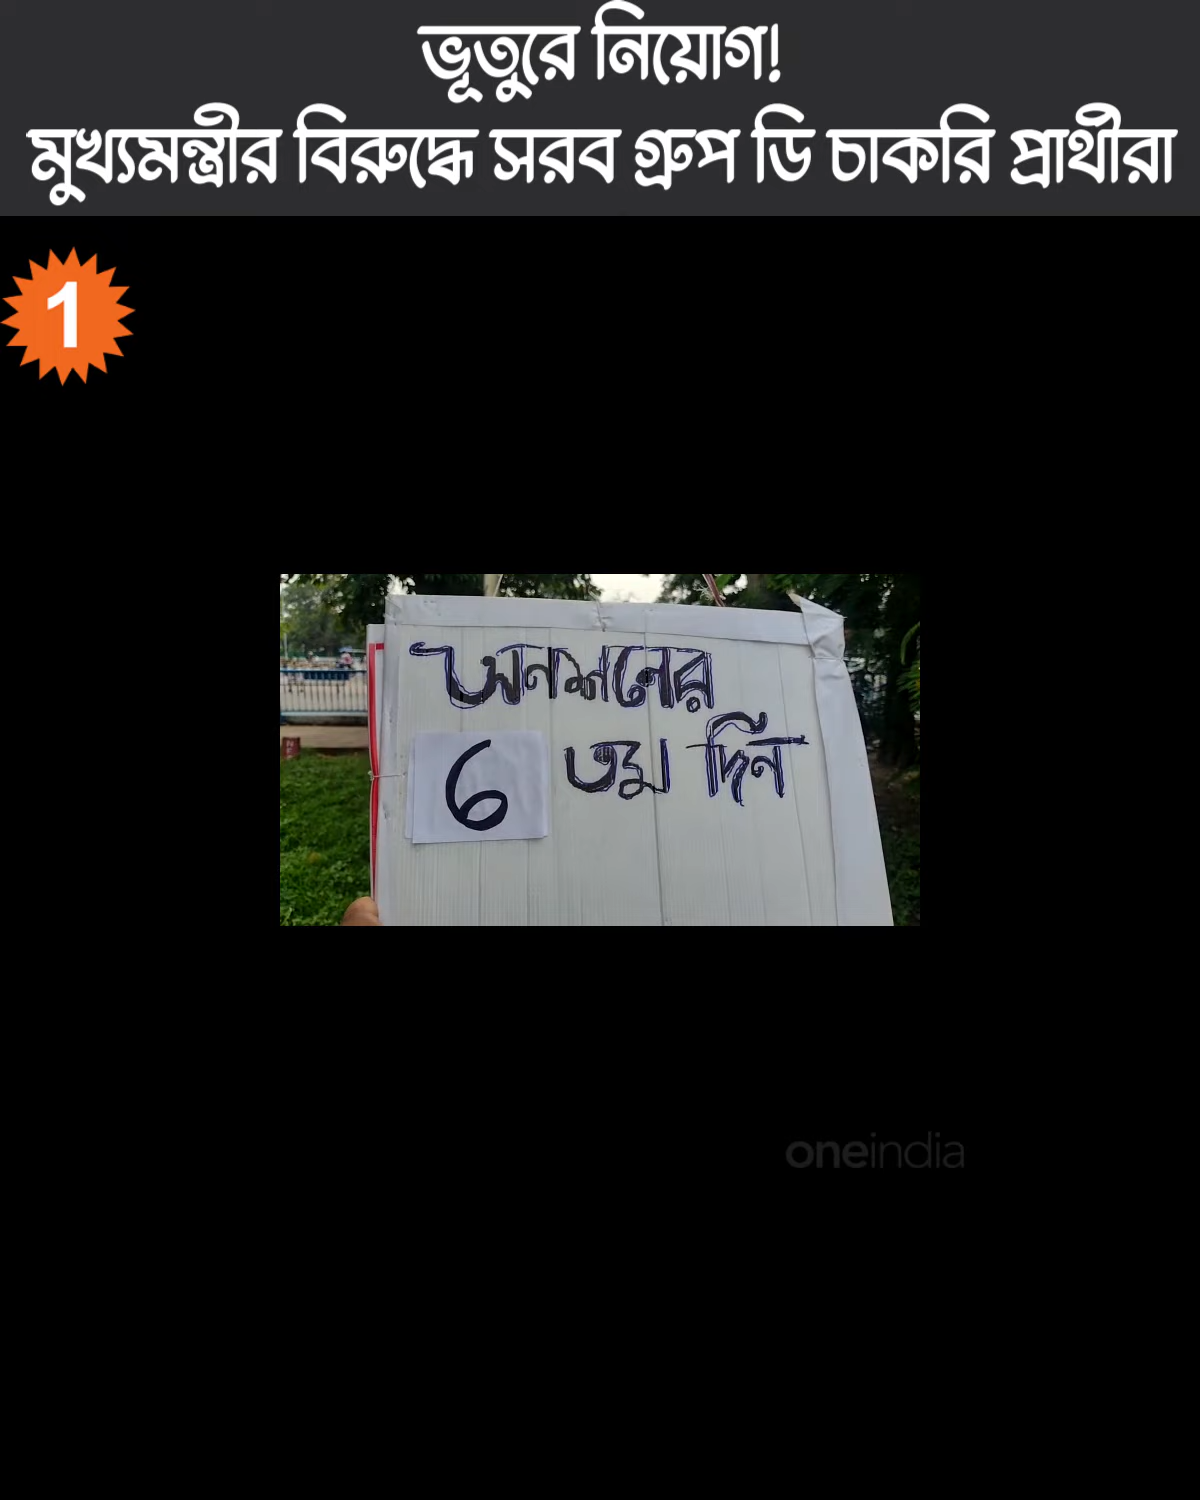 ভূতুরে নিয়োগ!
মুখ্যমন্ত্রীর বিরুদ্ধে সরব গ্রুপ ডি চাকরি প্রার্থীরা
1
অনশনের
6 তম দিন
oneindia